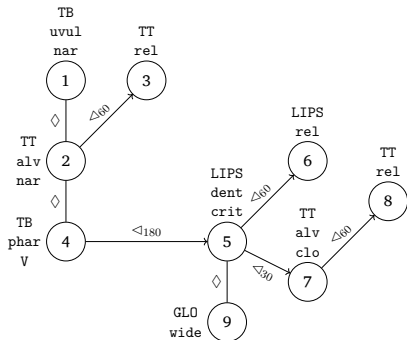 TB
uvul
nar
1
TT
rel
3
◊
◁60
TT
alv
nar
2
◊
TB
phar
V
4
◁180
LIPS
dent
crit
5
◁60
LIPS
rel
6
◁30
TT
alv
clo
7
◁60
TT
rel
8
◊
GLO
wide
9